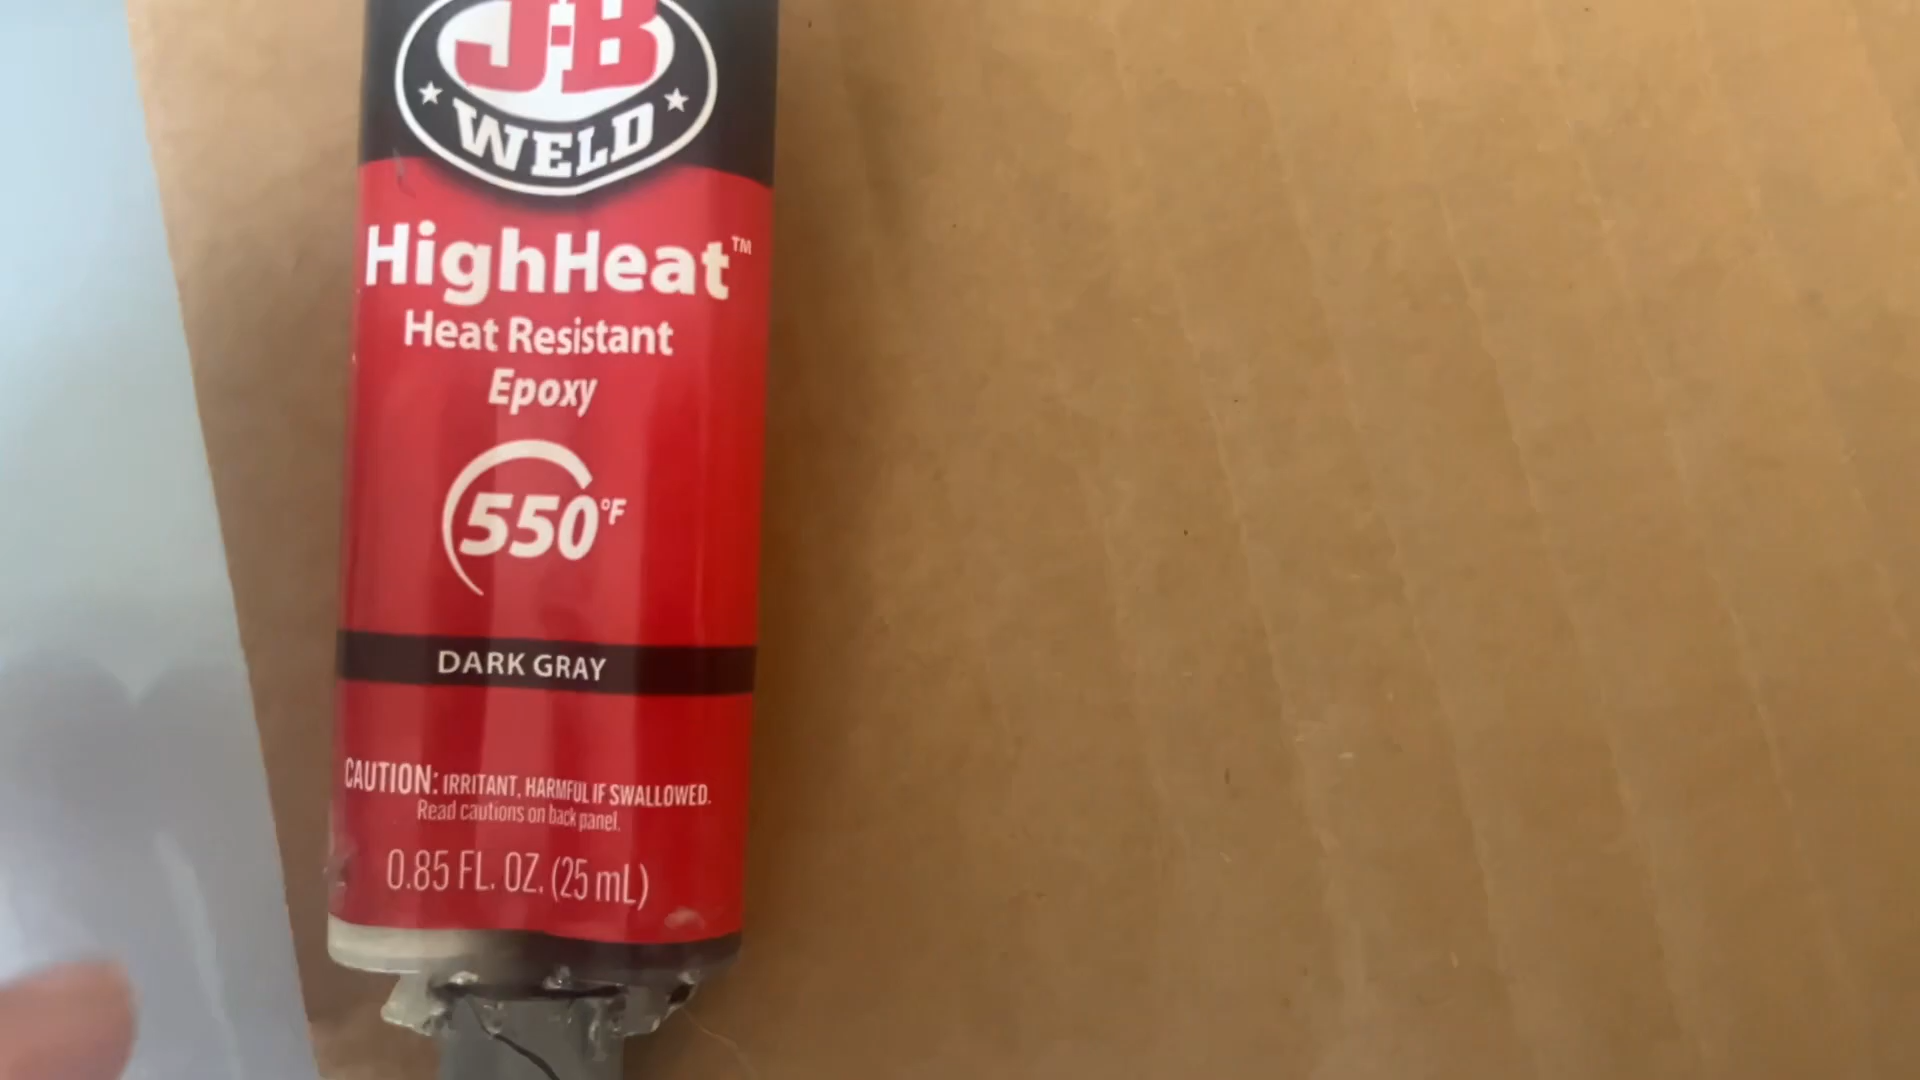 J-B
WELD
HighHeat™
Heat Resistant
Epoxy
550°F
DARK GRAY
CAUTION: IRRITANT, HARMFUL IF SWALLOWED.
Read cautions on back panel.
0.85 FL. OZ. (25 mL)